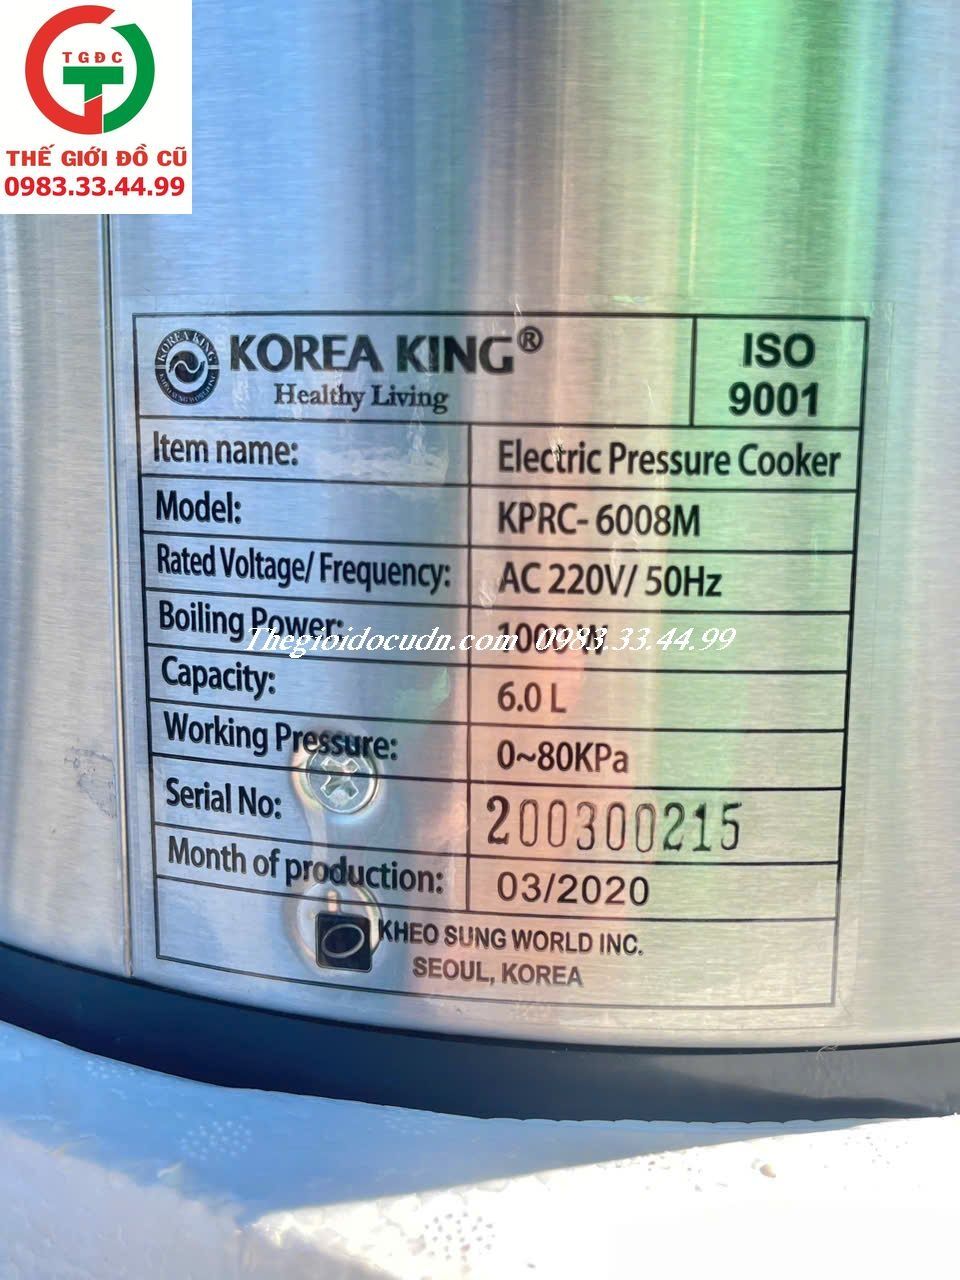 TGĐC
THẾ GIỚI ĐỒ CŨ
0983.33.44.99
KOREA KING®
Healthy Living
ISO
9001
Item name: Electric Pressure Cooker
Model: KPRC- 6008M
Rated Voltage/ Frequency: AC 220V/ 50Hz
Boiling Power: 1000W
Thegioidocudn.com 0983.33.44.99
Capacity: 6.0 L
Working Pressure: 0~80KPa
Serial No: 200300215
Month of production: 03/2020
KHEO SUNG WORLD INC.
SEOUL, KOREA